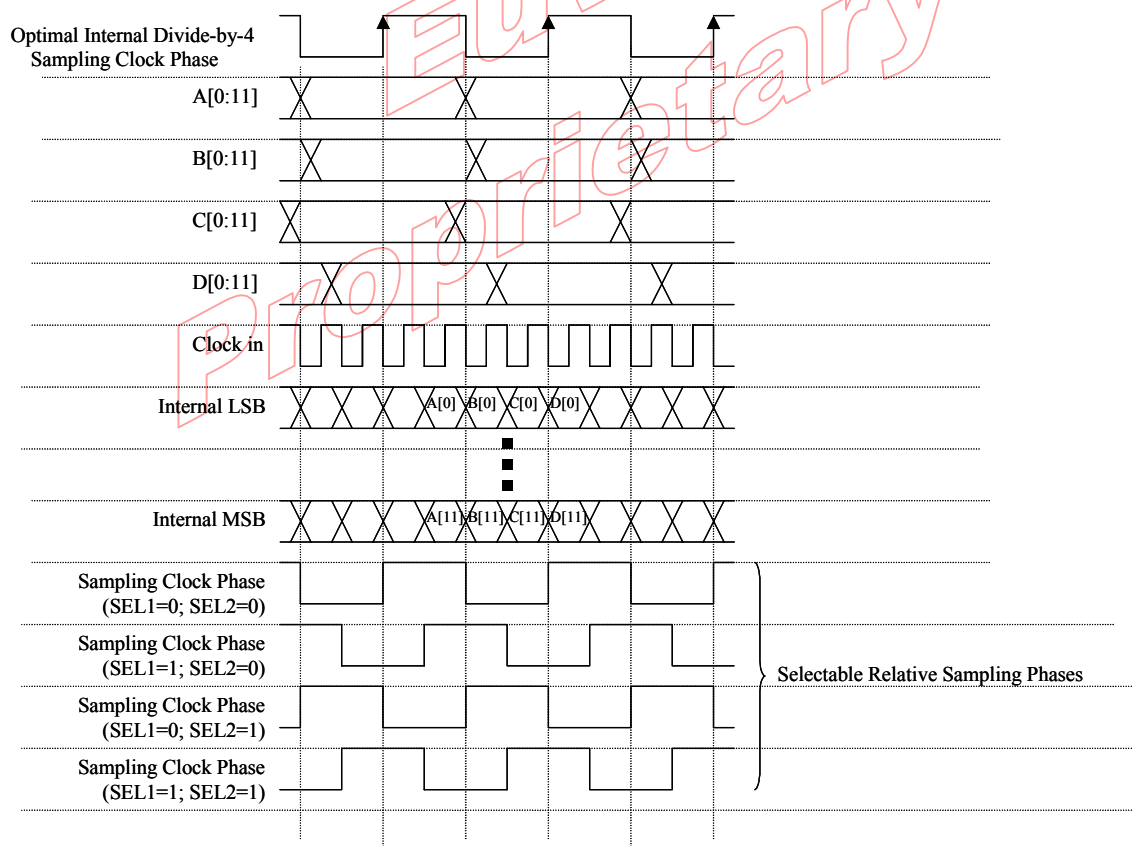 Optimal Internal Divide-by-4
Sampling Clock Phase
A[0:11]
B[0:11]
C[0:11]
D[0:11]
Clock in
Internal LSB
A[0] B[0] C[0] D[0]
Internal MSB
A[11] B[11] C[11] D[11]
Sampling Clock Phase
(SEL1=0; SEL2=0)
Sampling Clock Phase
(SEL1=1; SEL2=0)
Selectable Relative Sampling Phases
Sampling Clock Phase
(SEL1=0; SEL2=1)
Sampling Clock Phase
(SEL1=1; SEL2=1)
Proprietary